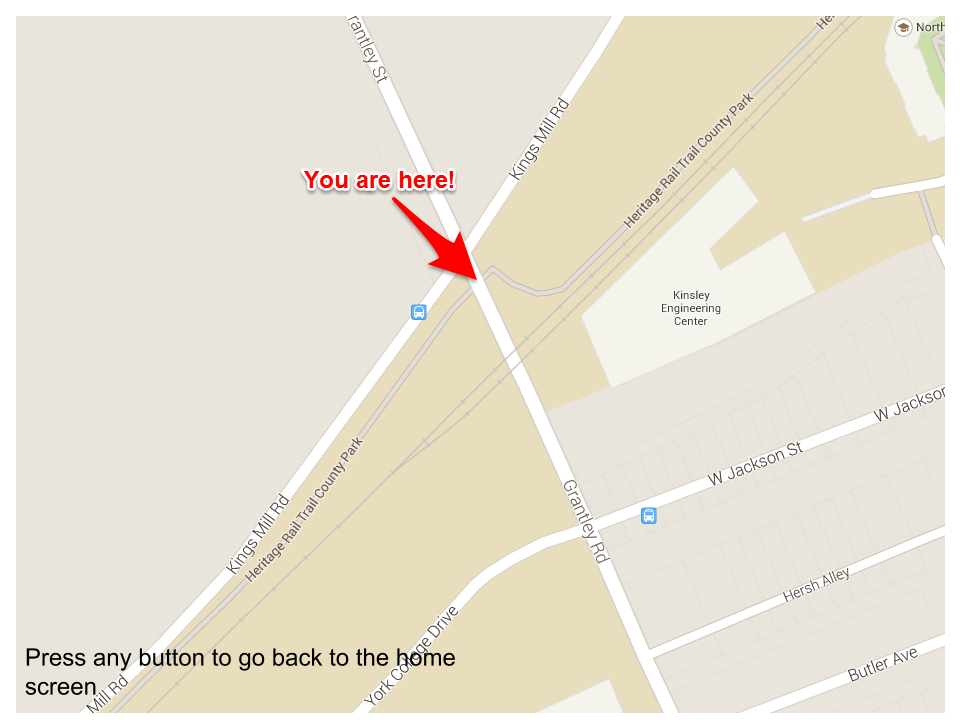 Grantley St
Kings Mill Rd
North
Heritage Rail Trail County Park
You are here!
Kinsley
Engineering
Center
W Jackson
W Jackson St
Heritage Rail Trail County Park
Kings Mill Rd
Grantley Rd
Hersh Alley
York College Drive
Butler Ave
Mill Rd
Press any button to go back to the home
screen